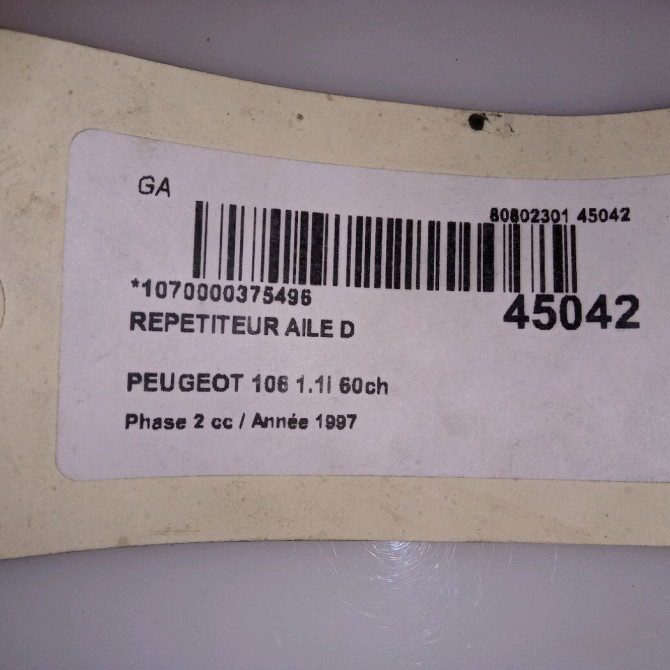 GA
80802301 45042
*1070000375496
45042
REPETITEUR AILE D
PEUGEOT 106 1.1i 60ch
Phase 2 cc / Année 1997